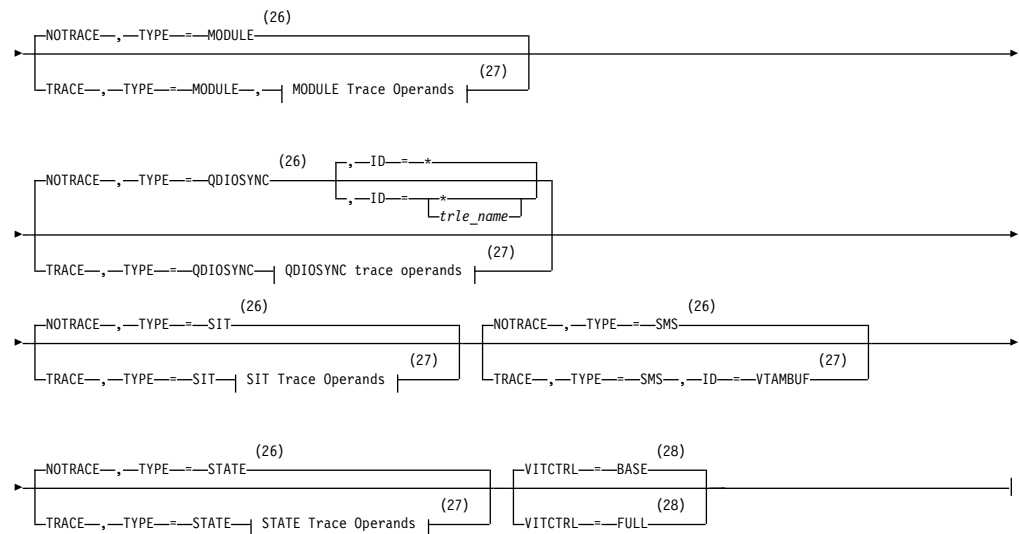 (26)
NOTRACE—,—TYPE—=—MODULE
(27)
TRACE—,—TYPE—=—MODULE—,—| MODULE Trace Operands |
(26) ,—ID—=—*
NOTRACE—,—TYPE—=—QDIOSYNC
,—ID—=—*
trle_name
(27)
TRACE—,—TYPE—=—QDIOSYNC—| QDIOSYNC trace operands |
(26) (26)
NOTRACE—,—TYPE—=—SIT NOTRACE—,—TYPE—=—SMS
(27) (27)
TRACE—,—TYPE—=—SIT—| SIT Trace Operands | TRACE—,—TYPE—=—SMS—,—ID—=—VTAMBUF
(26) (28)
NOTRACE—,—TYPE—=—STATE VITCTRL—=—BASE
(27) (28)
TRACE—,—TYPE—=—STATE—| STATE Trace Operands | VITCTRL—=—FULL